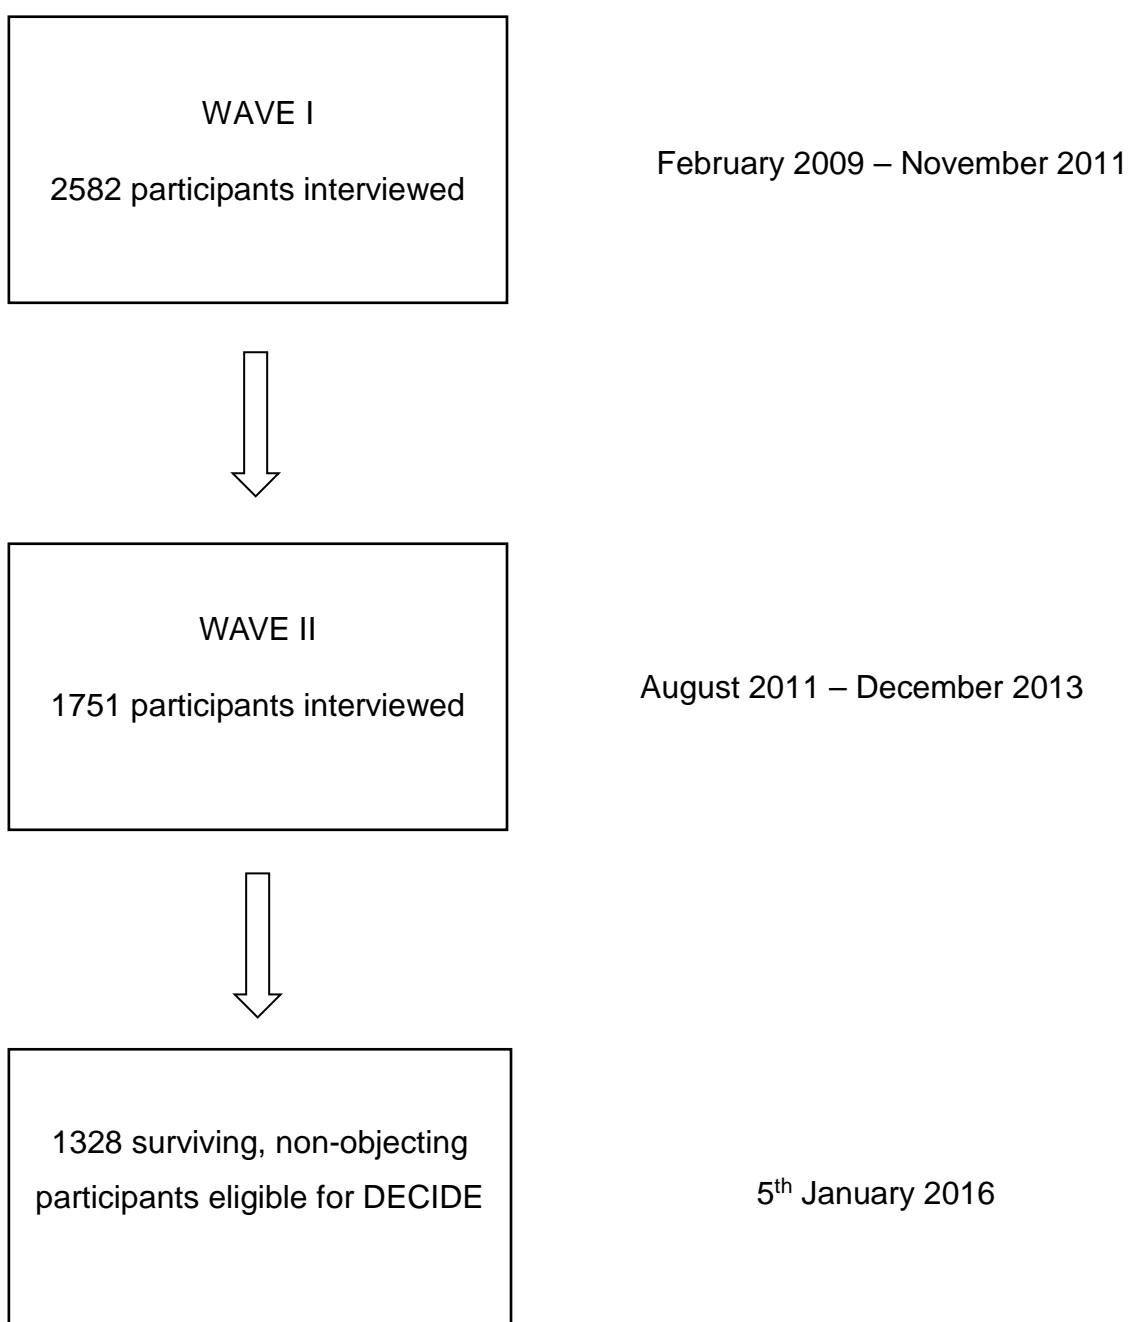 WAVE I
2582 participants interviewed
February 2009 – November 2011
WAVE II
1751 participants interviewed
August 2011 – December 2013
1328 surviving, non-objecting
participants eligible for DECIDE
5th January 2016